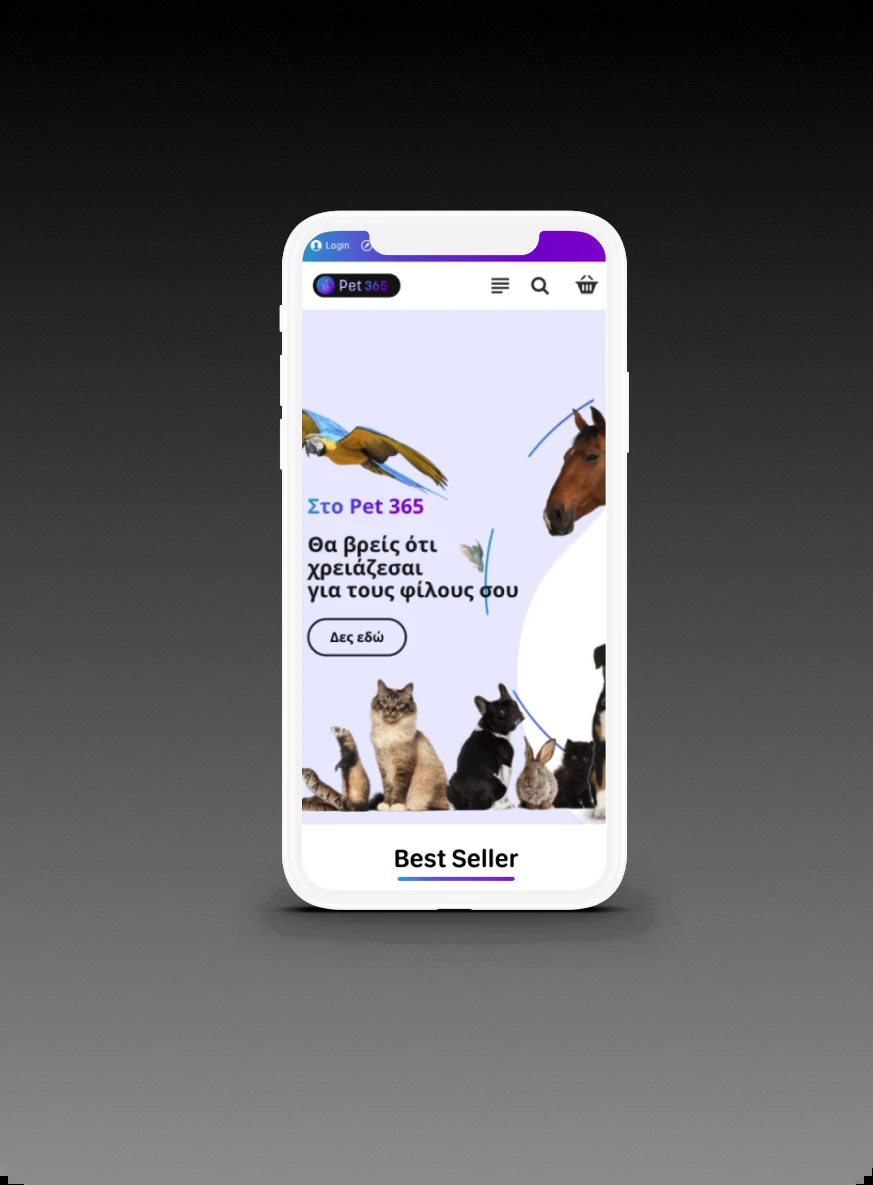 Login
Pet 365
Στο Pet 365
Θα βρείς ότι
χρειάζεσαι
για τους φίλους σου
Δες εδώ
Best Seller